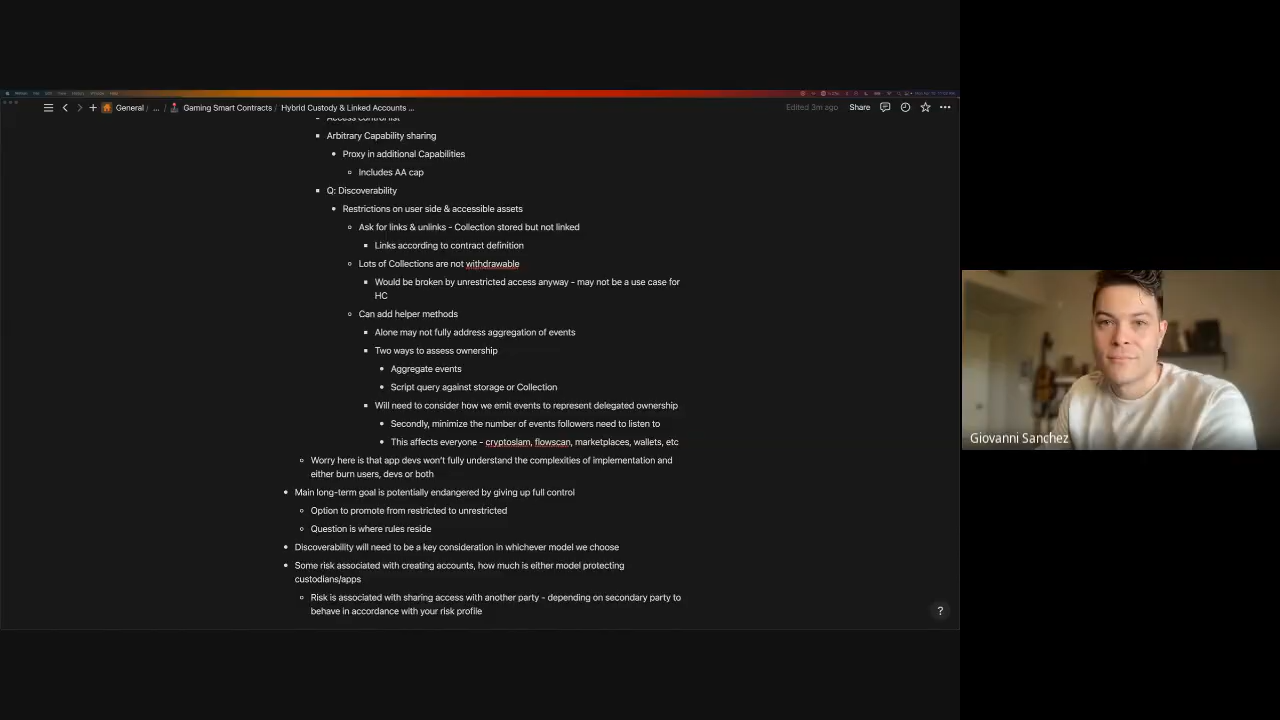 General / ... / Gaming Smart Contracts / Hybrid Custody & Linked Accounts ...
Edited 3m ago Share
Access control list
Arbitrary Capability sharing
Proxy in additional Capabilities
Includes AA cap
Q: Discoverability
Restrictions on user side & accessible assets
Ask for links & unlinks - Collection stored but not linked
Links according to contract definition
Lots of Collections are not withdrawable
Would be broken by unrestricted access anyway - may not be a use case for
HC
Can add helper methods
Alone may not fully address aggregation of events
Two ways to assess ownership
Aggregate events
Script query against storage or Collection
Will need to consider how we emit events to represent delegated ownership
Secondly, minimize the number of events followers need to listen to
This affects everyone - cryptoslam, flowscan, marketplaces, wallets, etc
Worry here is that app devs won't fully understand the complexities of implementation and
either burn users, devs or both
Main long-term goal is potentially endangered by giving up full control
Option to promote from restricted to unrestricted
Question is where rules reside
Discoverability will need to be a key consideration in whichever model we choose
Some risk associated with creating accounts, how much is either model protecting
custodians/apps
Risk is associated with sharing access with another party - depending on secondary party to
behave in accordance with your risk profile
?
Giovanni Sanchez